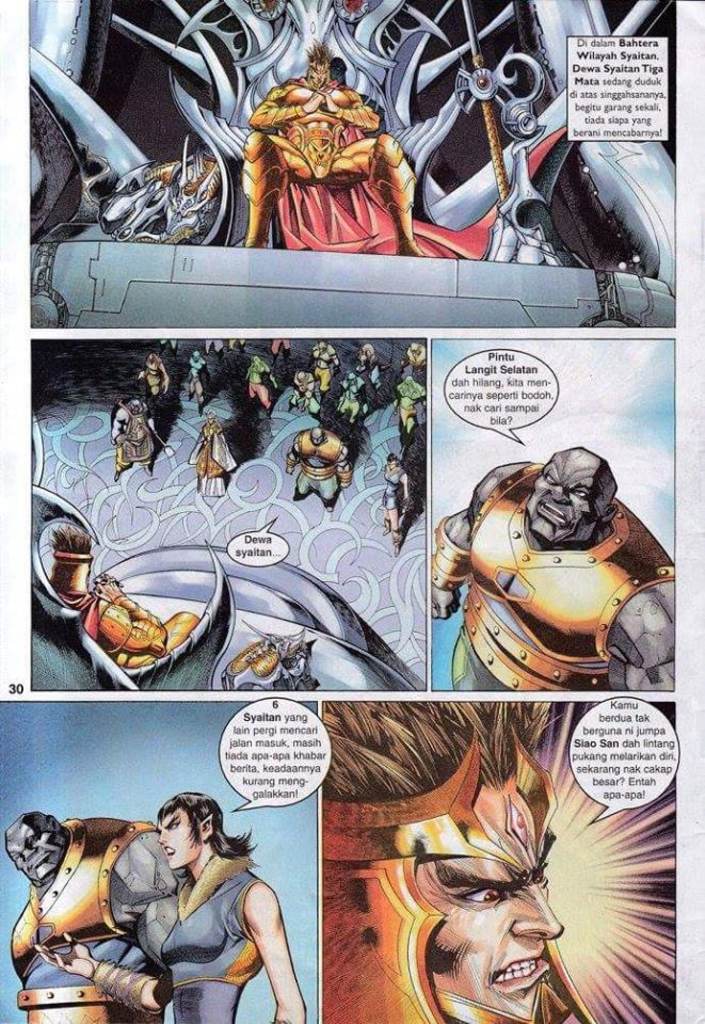 Di dalam Bahtera
Wilayah Syaitan,
Dewa Syaitan Tiga
Mata sedang duduk
di atas singgahsananya,
begitu garang sekali,
tiada siapa yang
berani mencabarnya!
Dewa
syaitan...
Pintu
Langit Selatan
dah hilang, kita men-
carinya seperti bodoh,
nak cari sampai
bila?
30
6
Syaitan yang
lain pergi mencari
jalan masuk, masih
tiada apa-apa khabar
berita, keadaannya
kurang meng-
galakkan!
Kamu
berdua tak
berguna ni jumpa
Siao San dah lintang
pukang melarikan diri,
sekarang nak cakap
besar? Entah
apa-apa!